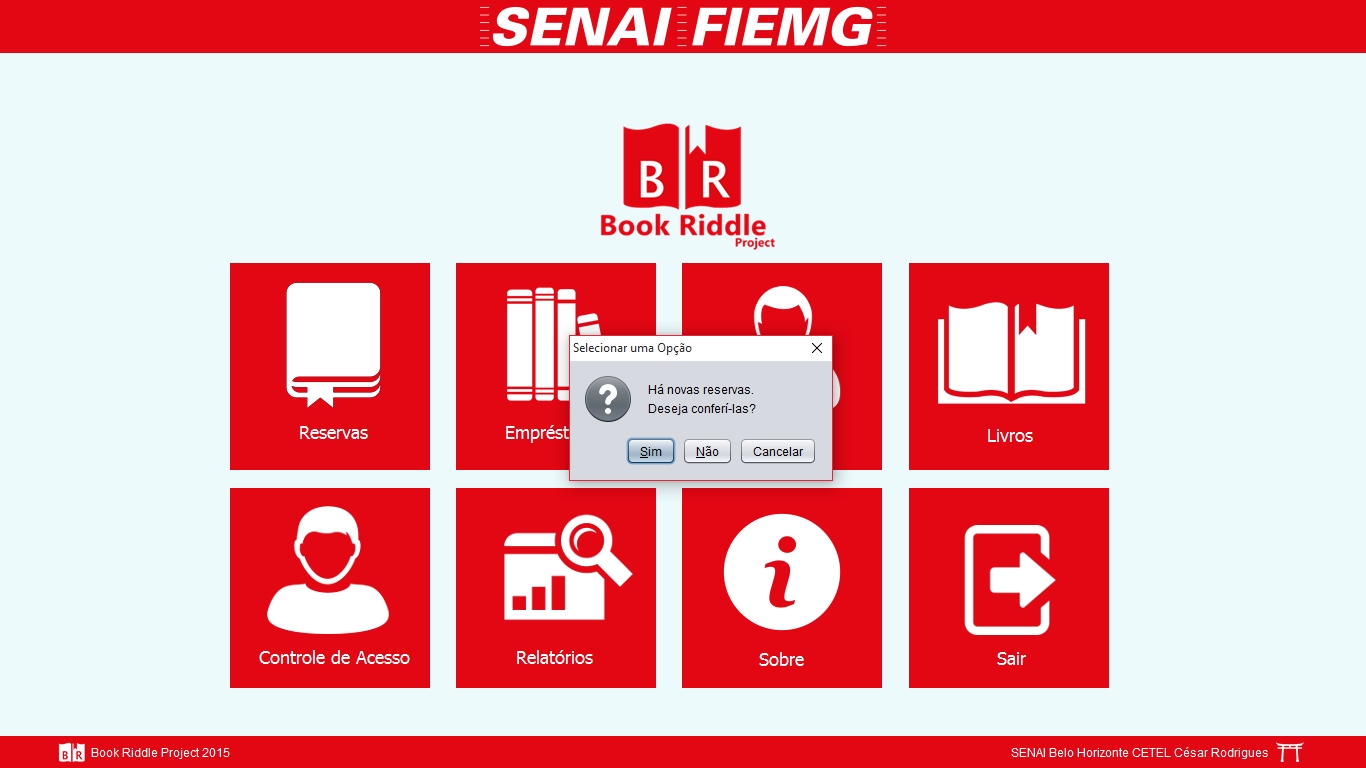 SENAI FIEMG
B R
Book Riddle
Project
Selecionar uma Opção
Há novas reservas.
Deseja conferí-las?
Sim Não Cancelar
Reservas
Livros
Controle de Acesso
Relatórios
Sobre
Sair
BR Book Riddle Project 2015
SENAI Belo Horizonte CETEL César Rodrigues